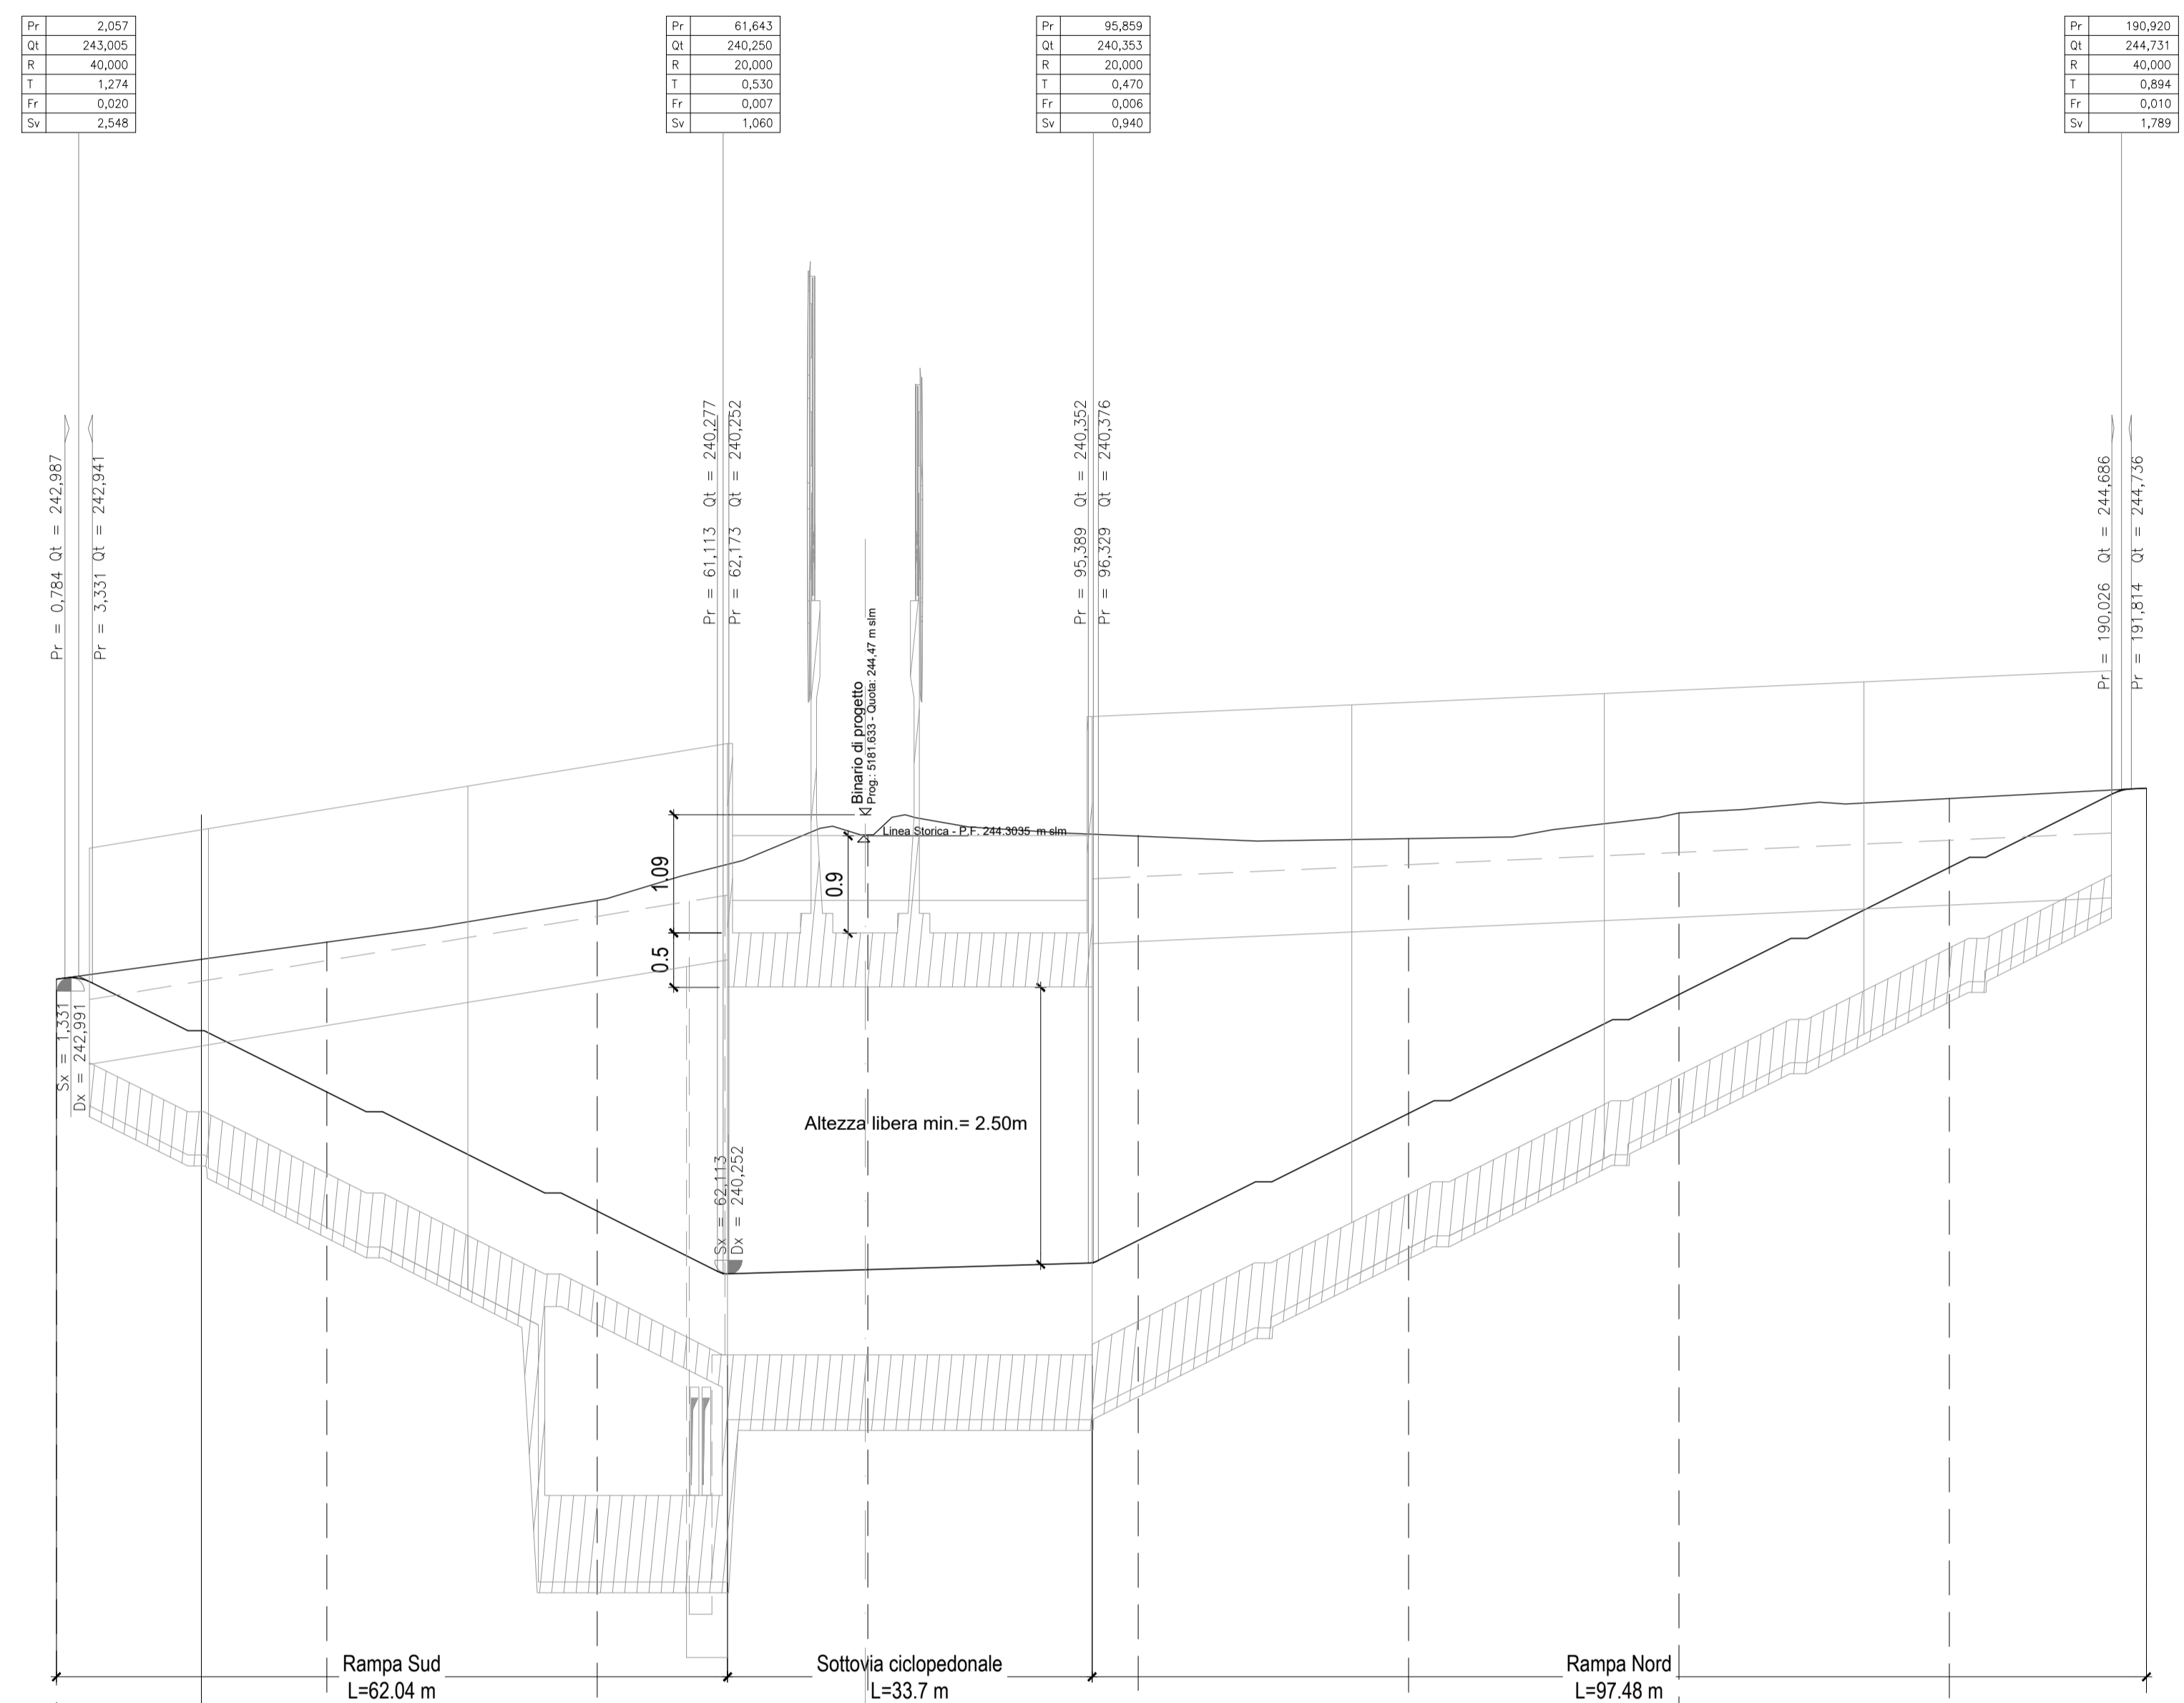 Pr 2,057
Qt 243,005
R 40,000
T 1,274
Fr 0,020
Sv 2,548
Pr 61,643
Qt 240,250
R 20,000
T 0,530
Fr 0,007
Sv 1,060
Pr 95,859
Qt 240,353
R 20,000
T 0,470
Fr 0,006
Sv 0,940
Pr 190,920
Qt 244,731
R 40,000
T 0,894
Fr 0,010
Sv 1,789
Pr = 0,784 Qt = 242,987
Pr = 3,331 Qt = 242,941
Pr = 61,113 Qt = 240,277
Pr = 62,173 Qt = 240,252
Pr = 95,389 Qt = 240,352
Pr = 96,329 Qt = 240,376
Pr = 190,026 Qt = 244,686
Pr = 191,814 Qt = 244,736
Binario di progetto
Prog.: 5181.633 - Quota: 244,47 m slm
Linea Storica - P.F. 244.3035 m slm
1.09
0.9
0.5
Sx = 1,331
Dx = 242,991
Altezza libera min.= 2.50m
Sx = 62,113
Dx = 240,252
Rampa Sud
L=62.04 m
Sottovia ciclopedonale
L=33.7 m
Rampa Nord
L=97.48 m